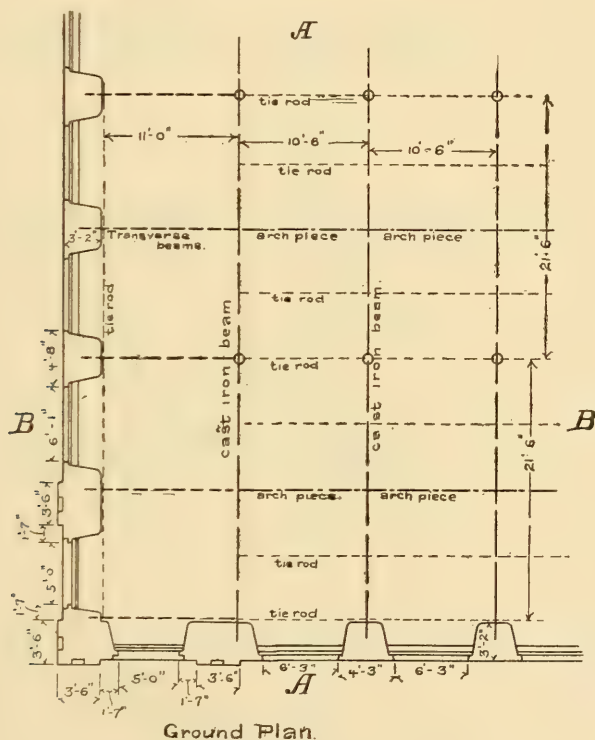 A
tie rod
11'-0"
10'-6"
10'-6"
tie rod
3'-2"
Transverse
beams.
arch piece
arch piece
21'6"
tie rod
tie rod
cast iron beam
cast iron beam.
4'-8"
tie rod
B
6'-1"
B
21'6"
3'-6"
arch piece.
arch piece
1'-7"
5'-0"
tie rod
1'-7"
tie rod
3'-6"
3'-2"
6'-3"
4'-3"
6'-3"
3'-6"
1'-7"
5'-0"
1'-7"
3'-6"
A
Ground Plan.